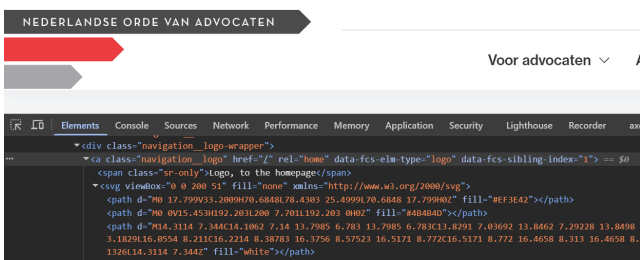 NEDERLANDSE ORDE VAN ADVOCATEN
Voor advocaten
Elements Console Sources Network Performance Memory Application Security Lighthouse Recorder
<div class="navigation__logo-wrapper">
<a class="navigation__logo" href="/" rel="home" data-fcs-elm-type="logo" data-fcs-sibling-index="1"> == $0
<span class="sr-only">Logo, to the homepage</span>
<svg viewBox="0 0 200 51" fill="none" xmlns="http://www.w3.org/2000/svg">
<path d="M0 17.799V33.2009H70.6848L78.4303 25.4999L70.6848 17.799H0Z" fill="#EF3E42"></path>
<path d="M0 0V15.453H192.203L200 7.701L192.203 0H0Z" fill="#4B4B4D"></path>
<path d="M14.3114 7.344C14.1062 7.14 13.7985 6.783 13.7985 6.783C13.8291 7.03692 13.8462 7.29228 13.8498
3.1829L16.0554 8.211C16.2214 8.38783 16.3756 8.57523 16.5171 8.772C16.5171 8.772 16.4658 8.313 16.4658 8.
1326L14.3114 7.344Z" fill="white"></path>